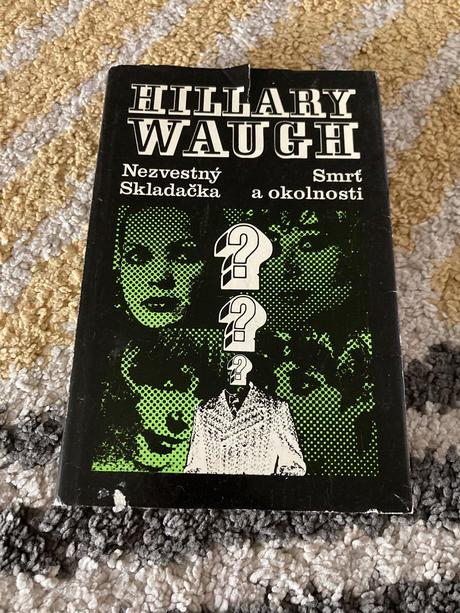 HILLARY
WAUGH
Nezvestný
Skladačka
Smrť
a okolnosti
?
?
?